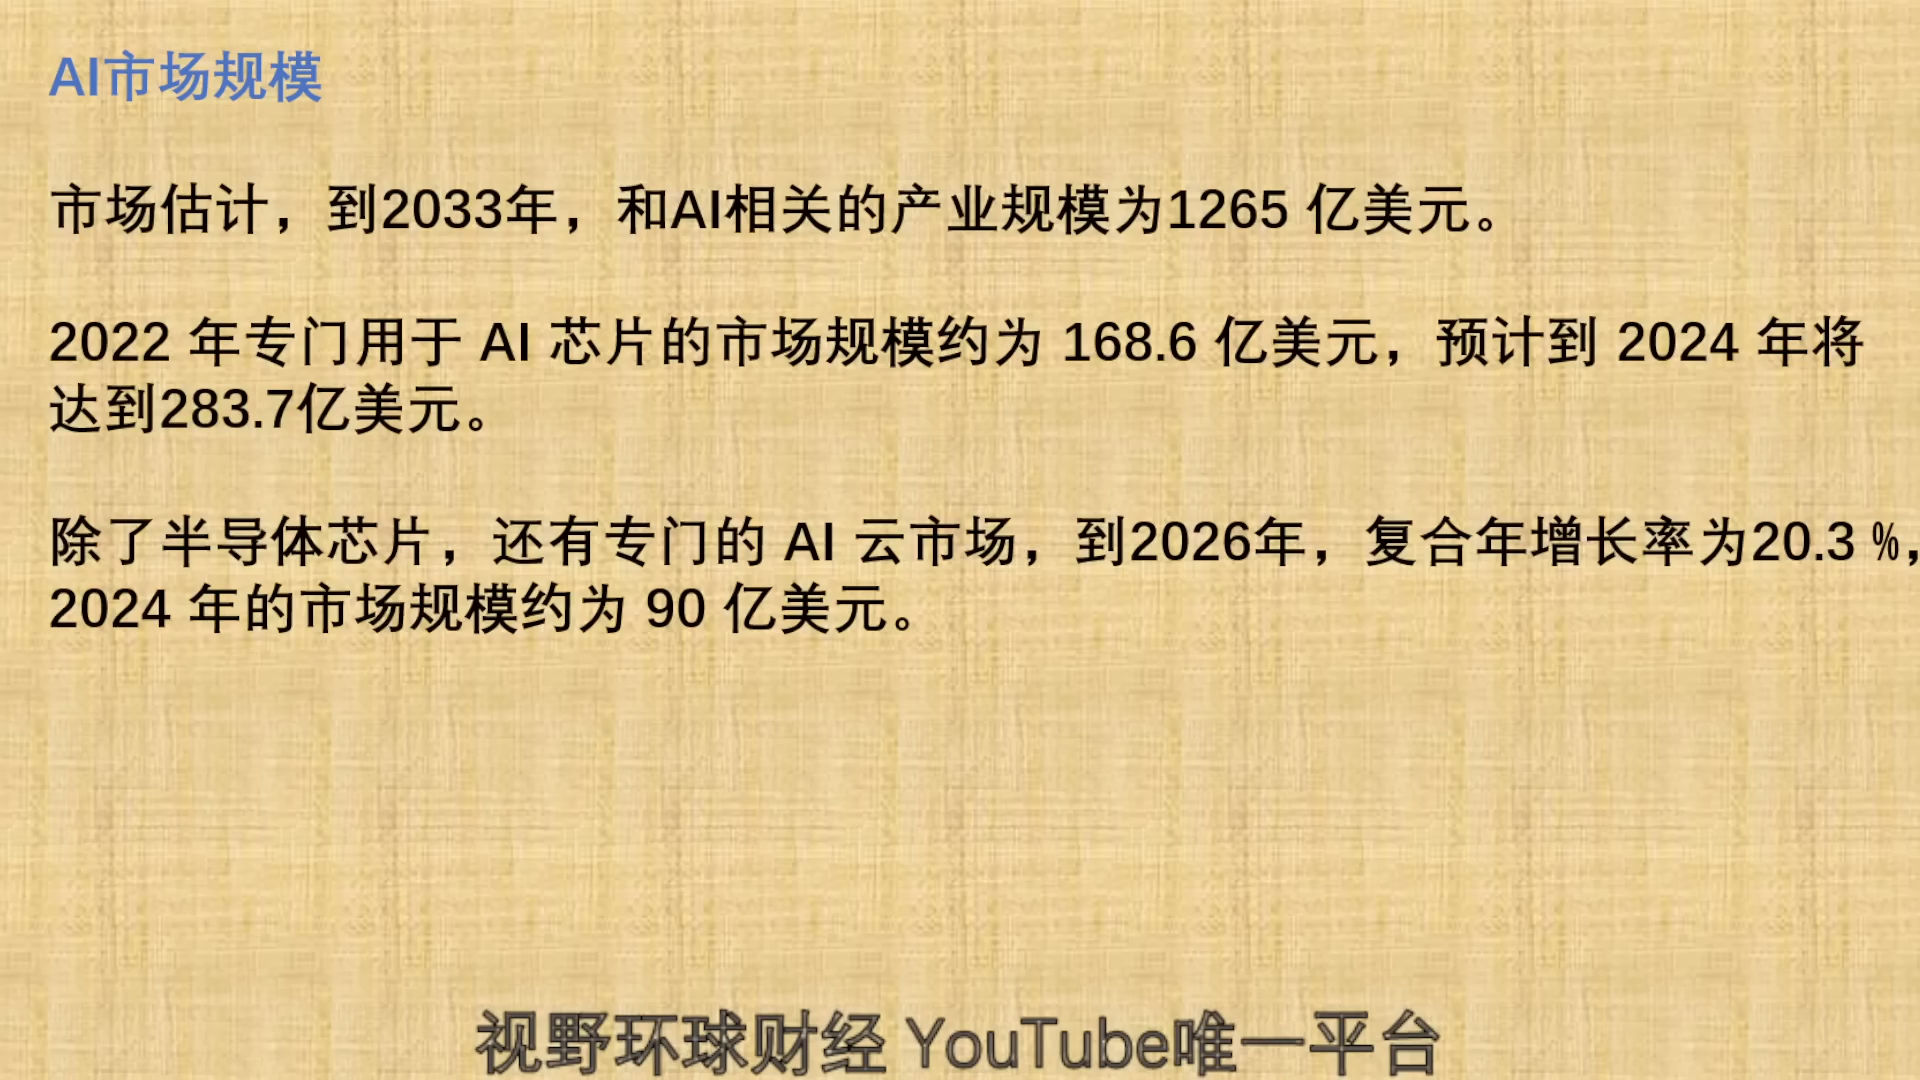 AI市场规模
市场估计，到2033年，和AI相关的产业规模为1265 亿美元。
2022 年专门用于 AI 芯片的市场规模约为 168.6 亿美元，预计到 2024 年将
达到283.7亿美元。
除了半导体芯片，还有专门的 AI 云市场，到2026年，复合年增长率为20.3％，
2024 年的市场规模约为 90 亿美元。
视野环球财经 YouTube唯一平台